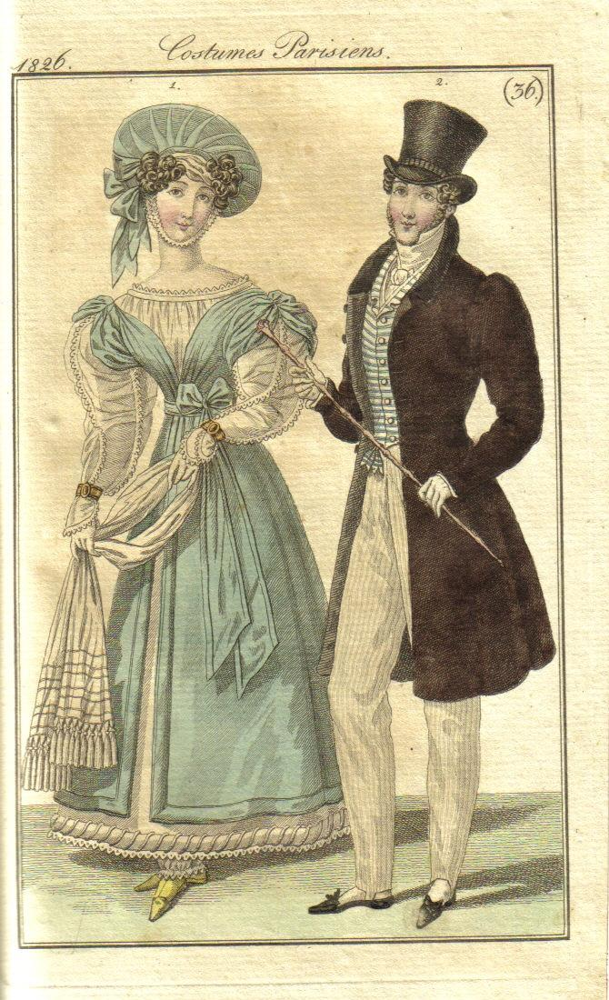 Costumes Parisiens.
1826.
1.
2.
(36.)